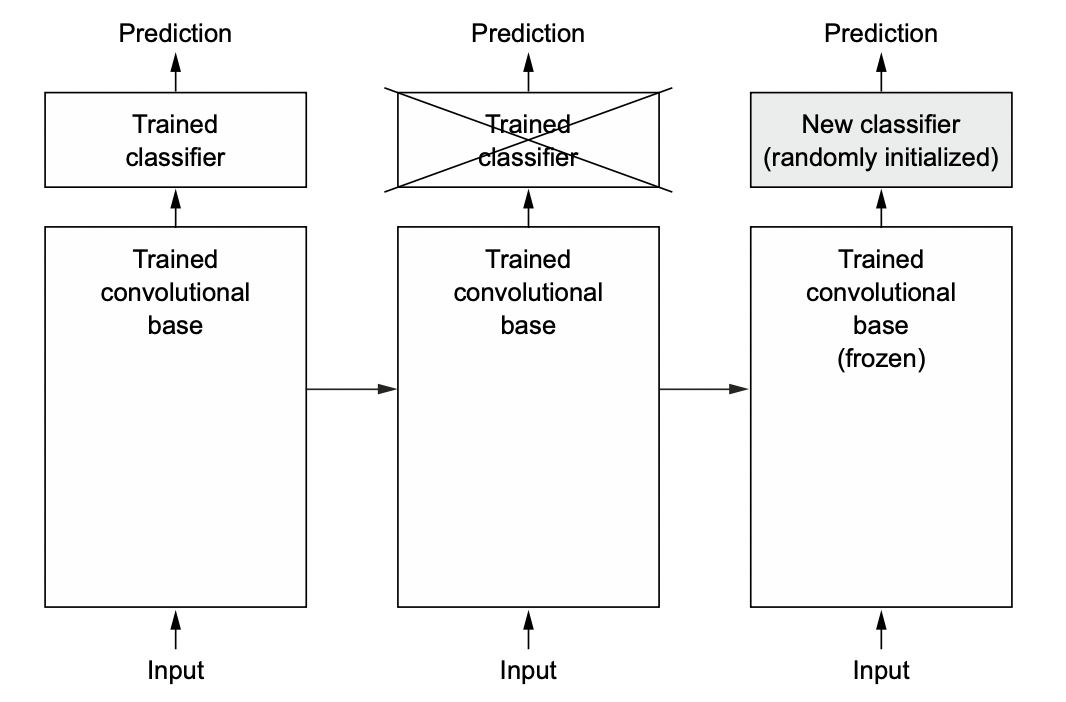 Prediction
Trained
classifier
Trained
convolutional
base
Input
Prediction
Trained
classifier
Trained
convolutional
base
Input
Prediction
New classifier
(randomly initialized)
Trained
convolutional
base
(frozen)
Input